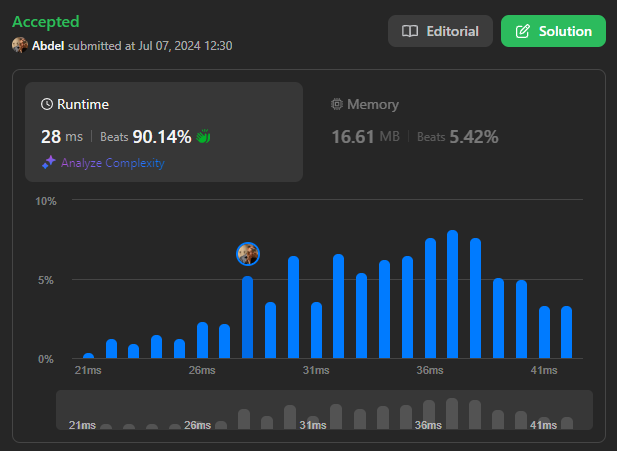 Accepted
Abdel submitted at Jul 07, 2024 12:30
Editorial
Solution
Runtime
28 ms | Beats 90.14%
Analyze Complexity
Memory
16.61 MB | Beats 5.42%
10%
5%
0%
21ms 26ms 31ms 36ms 41ms
21ms 26ms 31ms 36ms 41ms